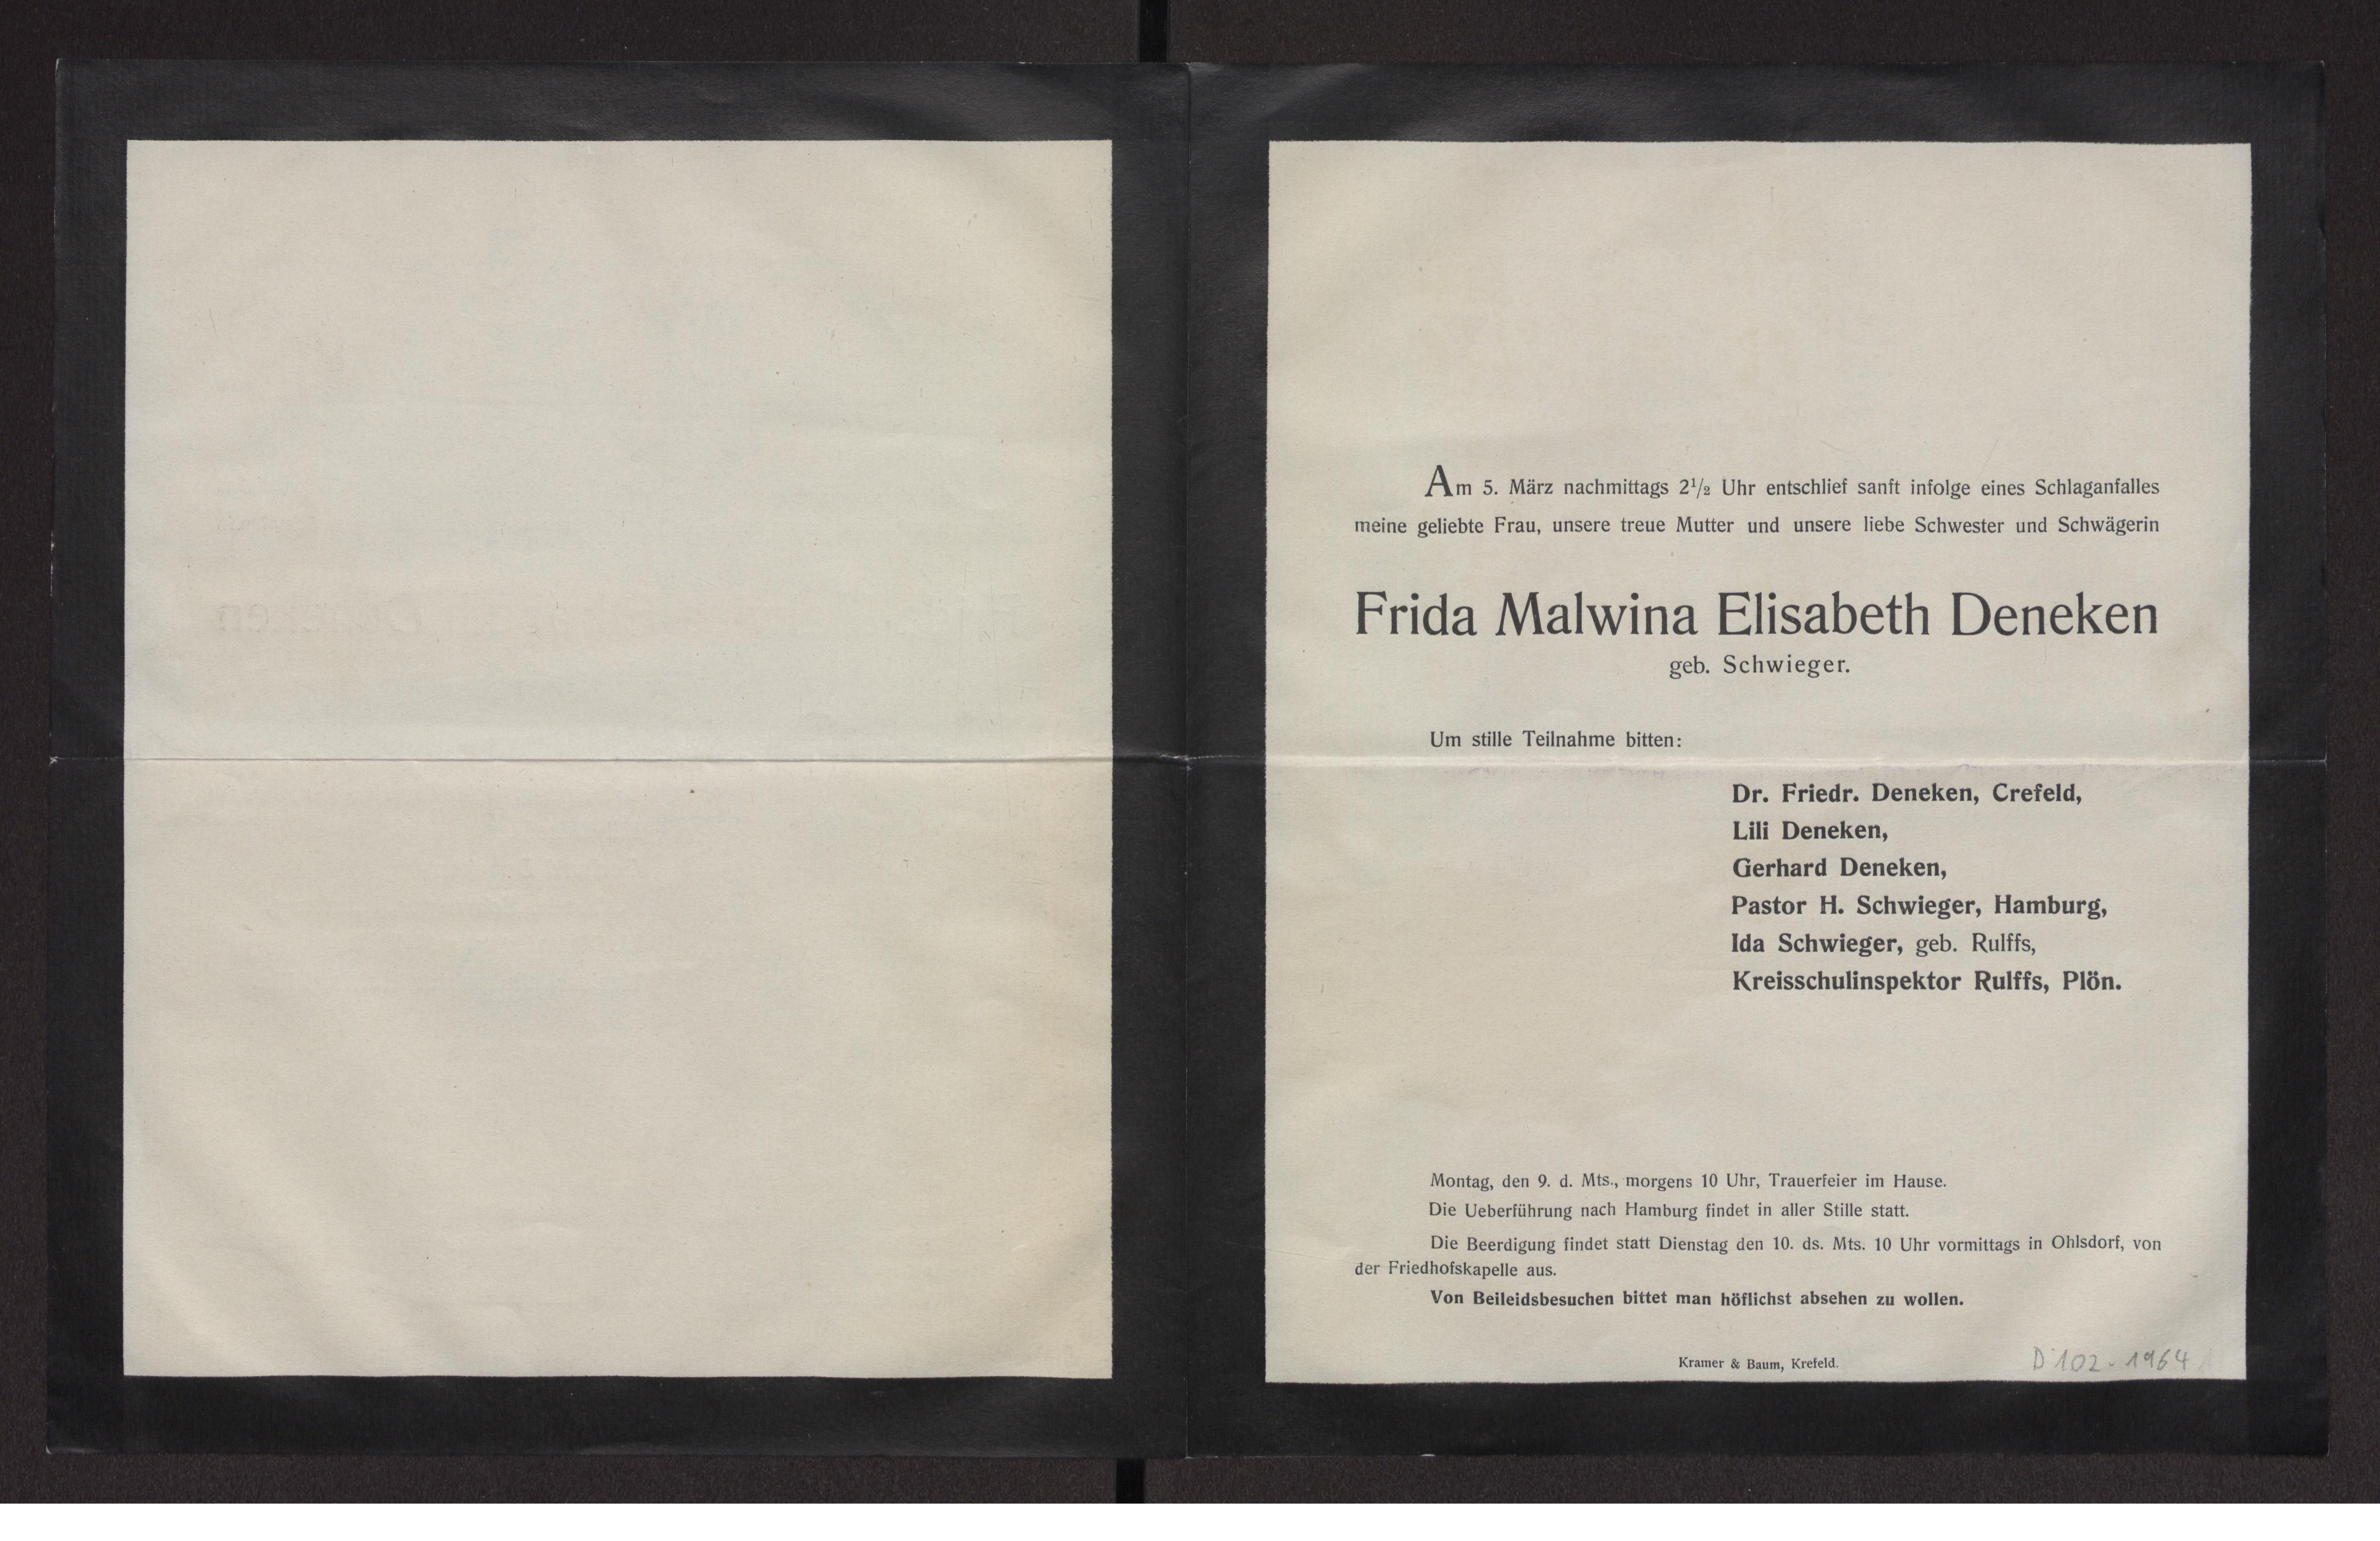 Am 5. März nachmittags 2½ Uhr entschlief sanft infolge eines Schlaganfalles
meine geliebte Frau, unsere treue Mutter und unsere liebe Schwester und Schwägerin
Frida Malwina Elisabeth Deneken
geb. Schwieger.
Um stille Teilnahme bitten:
Dr. Friedr. Deneken, Crefeld,
Lili Deneken,
Gerhard Deneken,
Pastor H. Schwieger, Hamburg,
Ida Schwieger, geb. Rulffs,
Kreisschulinspektor Rulffs, Plön.
Montag, den 9. d. Mts., morgens 10 Uhr, Trauerfeier im Hause.
Die Ueberführung nach Hamburg findet in aller Stille statt.
Die Beerdigung findet statt Dienstag den 10. ds. Mts. 10 Uhr vormittags in Ohlsdorf, von
der Friedhofskapelle aus.
Von Beileidsbesuchen bittet man höflichst absehen zu wollen.
Kramer & Baum, Krefeld.
D 102 - 1964